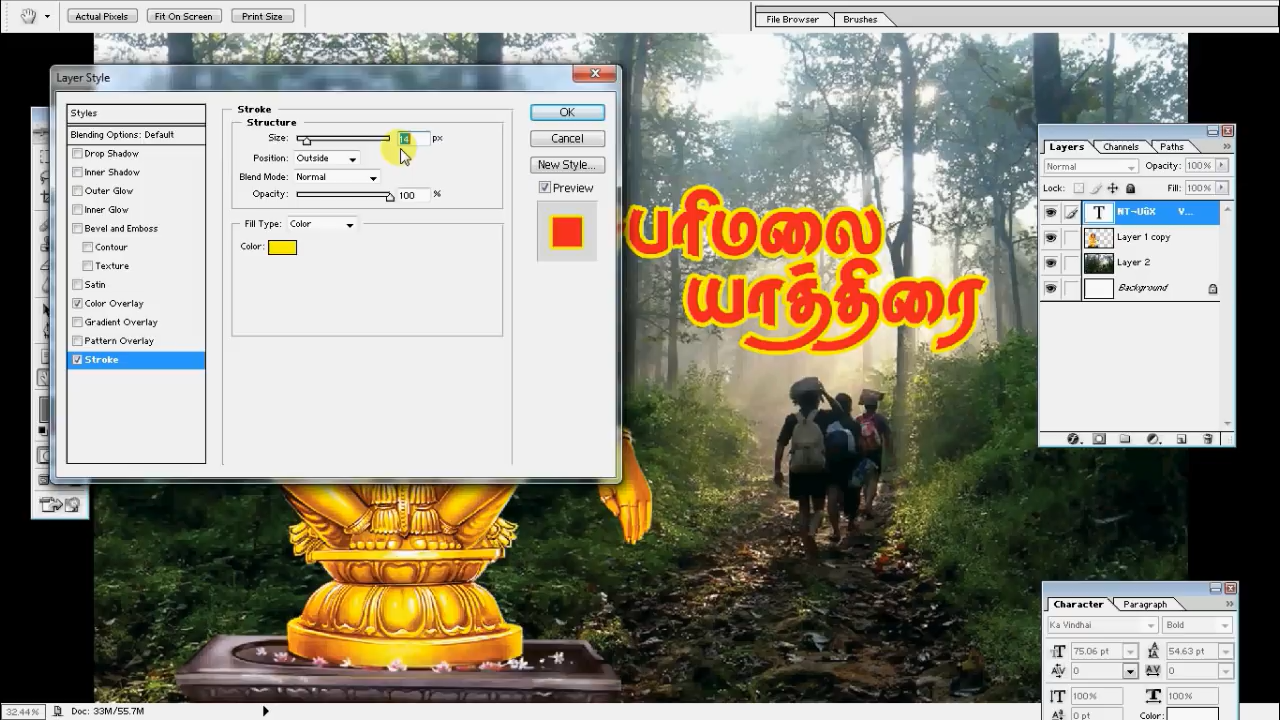 Actual Pixels
Fit On Screen
Print Size
File Browser
Brushes
Layer Style
Styles
Blending Options: Default
Drop Shadow
Inner Shadow
Outer Glow
Inner Glow
Bevel and Emboss
Contour
Texture
Satin
Color Overlay
Gradient Overlay
Pattern Overlay
Stroke
Stroke
Structure
Size: 14 px
Position: Outside
Blend Mode: Normal
Opacity: 100 %
Fill Type: Color
Color:
OK
Cancel
New Style...
Preview
பரிமலை
யாத்திரை
Layers Channels Paths
Normal Opacity: 100%
Lock: Fill: 100%
Layer 1 copy
Layer 2
Background
Character Paragraph
Ka Vindhai Bold
75.06 pt 54.63 pt
0 0
100% 100%
0 pt Color:
32.44% Doc: 33M/55.7M